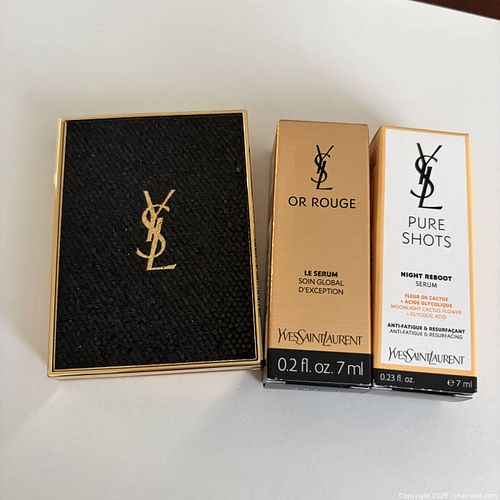 YSL
YSL
OR ROUGE
LE SERUM
SOIN GLOBAL
D'EXCEPTION
YVESSAINTLAURENT
0.2 fl. oz. 7 ml
YSL
PURE
SHOTS
NIGHT REBOOT
SERUM
FLEUR DE CACTUS
+ ACIDE GLYCOLIQUE
MOONLIGHT CACTUS FLOWER
+ GLYCOLIC ACID
ANTI-FATIGUE & RESURFAÇANT
ANTI-FATIGUE & RESURFACING
YVESSAINTLAURENT
0.23 fl. oz. ℮ 7 ml